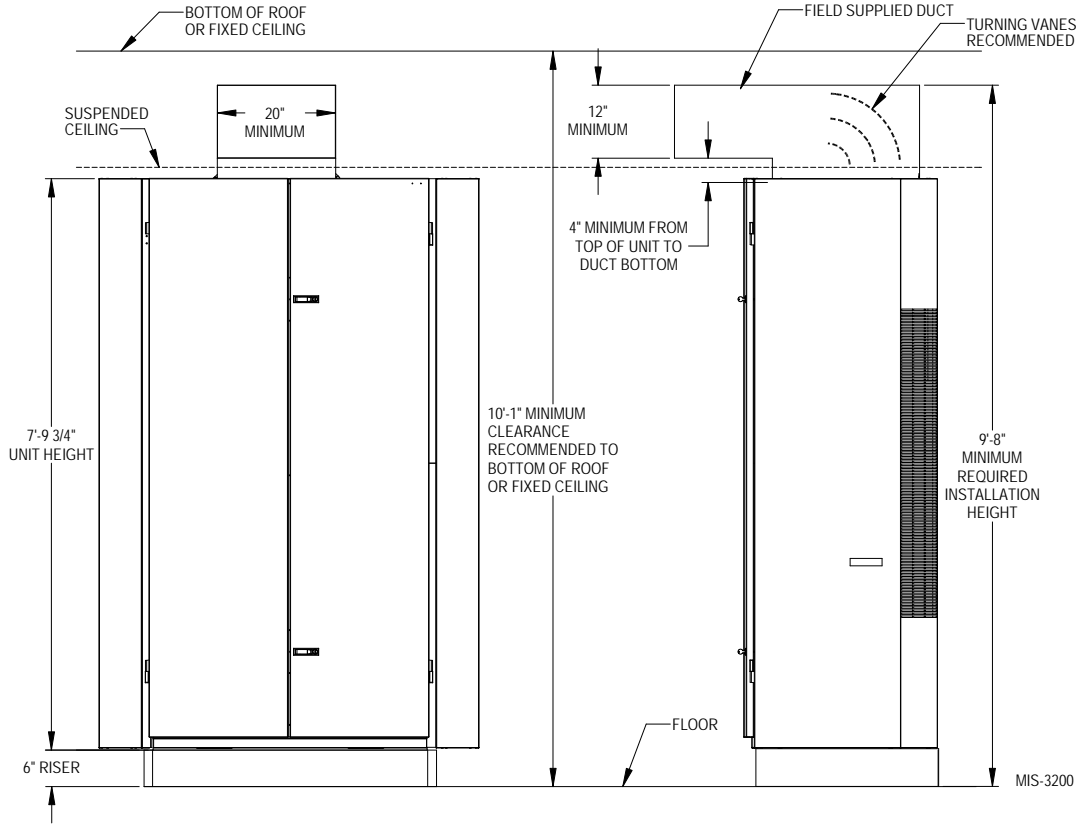 BOTTOM OF ROOF
OR FIXED CEILING
FIELD SUPPLIED DUCT
TURNING VANES
RECOMMENDED
SUSPENDED
CEILING
20"
MINIMUM
12"
MINIMUM
4" MINIMUM FROM
TOP OF UNIT TO
DUCT BOTTOM
7'-9 3/4"
UNIT HEIGHT
10'-1" MINIMUM
CLEARANCE
RECOMMENDED TO
BOTTOM OF ROOF
OR FIXED CEILING
9'-8"
MINIMUM
REQUIRED
INSTALLATION
HEIGHT
FLOOR
6" RISER
MIS-3200